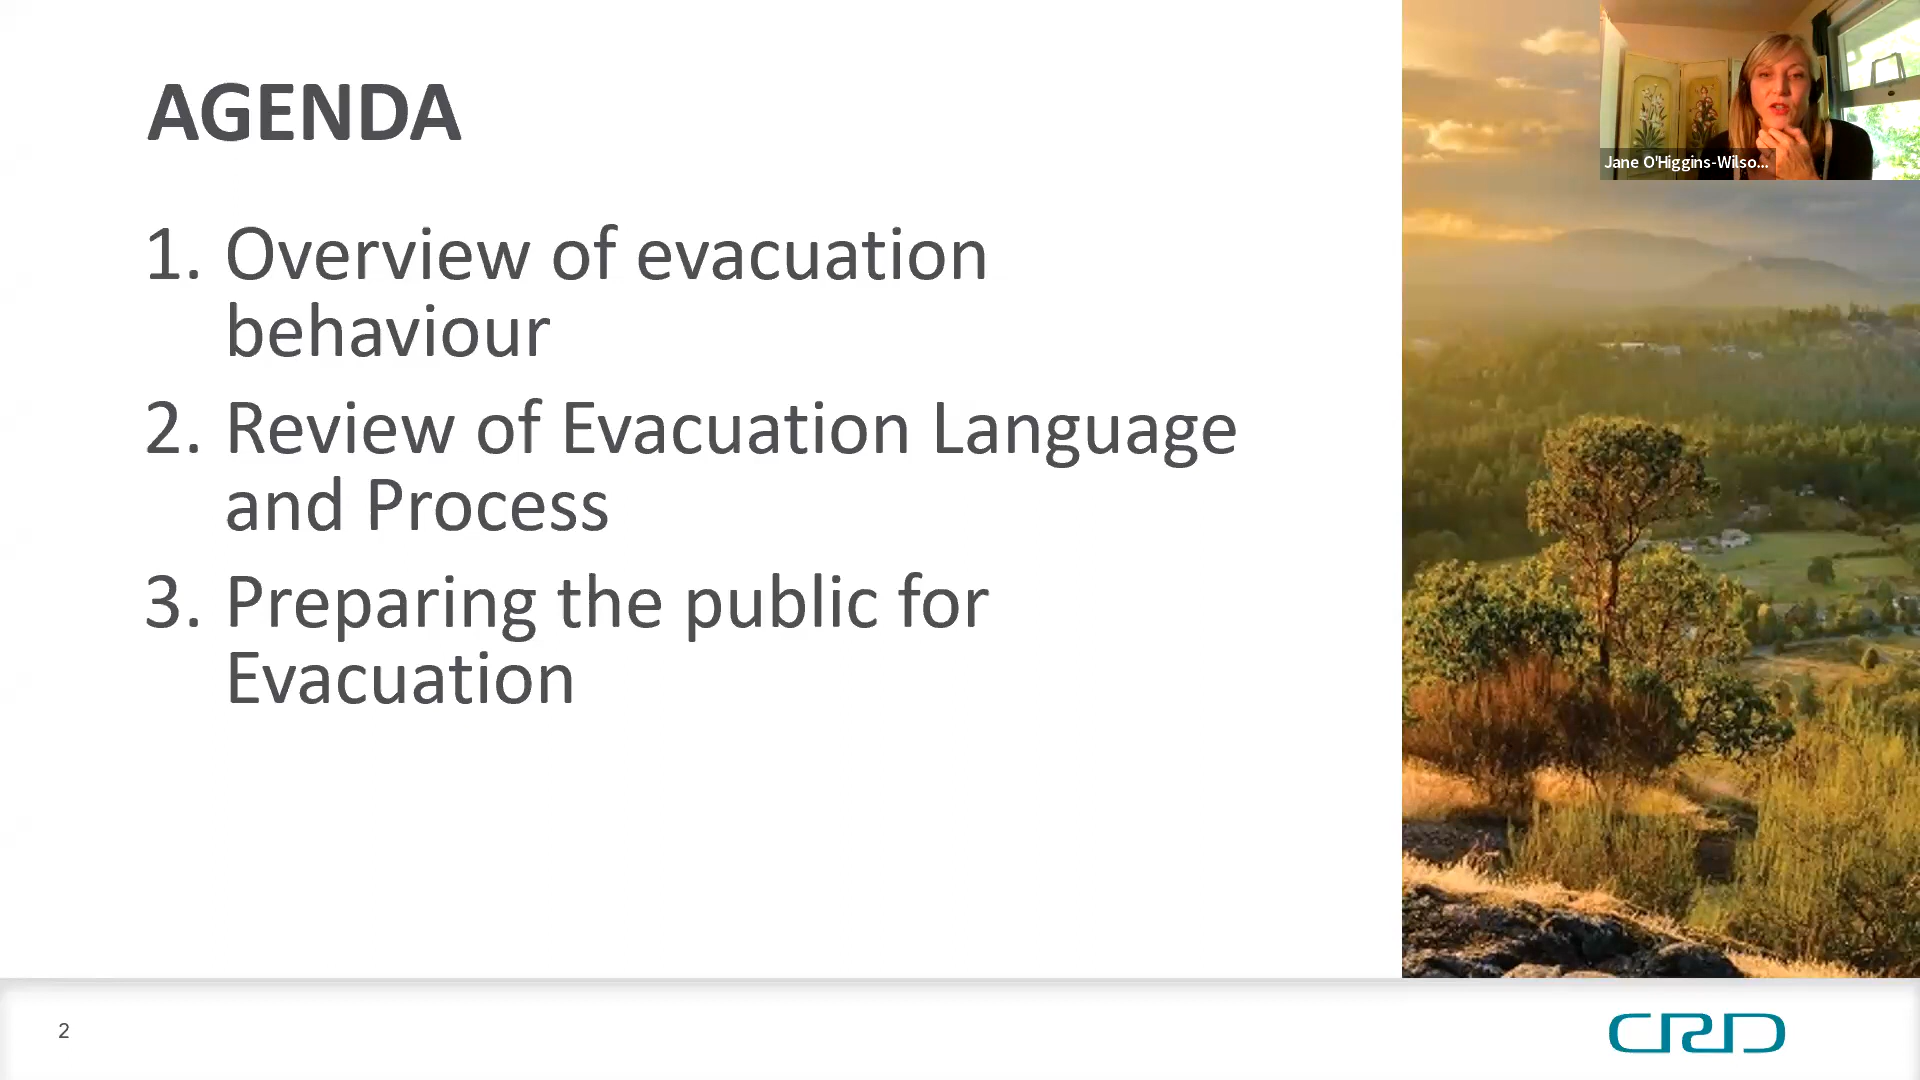 AGENDA
Jane O'Higgins-Wilso...
1. Overview of evacuation
behaviour
2. Review of Evacuation Language
and Process
3. Preparing the public for
Evacuation
2
CRD